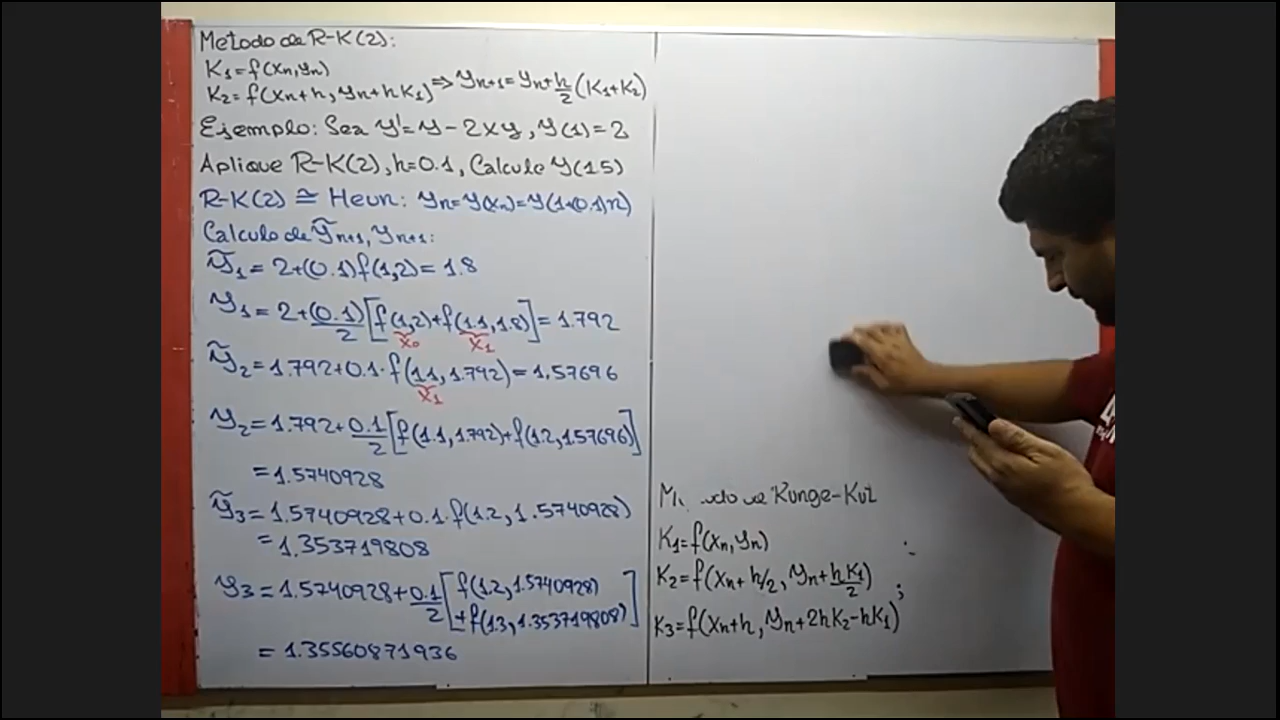 Metodo de R-K(2):
K₁=f(xn,yn)
K₂=f(xn+h, yn+hK₁) ⇒ yn+1=yn+h/2(K₁+K₂)
Ejemplo: Sea y'=y-2xy, y(1)=2
Aplique R-K(2), h=0.1, Calcule y(1.5)
R-K(2) ≅ Heun: yn=y(xn)=y(1+(0.1)n)
Calculo de ỹn+1, yn+1:
ỹ₁=2+(0.1)f(1,2)=1.8
y₁=2+(0.1)/2[f(1,2)+f(1.1,1.8)]=1.792
x₀ x₁
ỹ₂=1.792+0.1·f(1.1,1.792)=1.57696
x₁
y₂=1.792+0.1/2[f(1.1,1.792)+f(1.2,1.57696)]
=1.5740928
ỹ₃=1.5740928+0.1·f(1.2,1.5740928)
=1.353719808
y₃=1.5740928+0.1/2[f(1.2,1.5740928)
+f(1.3,1.353719808)]
=1.35560871936
Runge-Kut
K₁=f(xn,yn)
K₂=f(xn+h/2, yn+hK₁/2)
;
K₃=f(xn+h, yn+2hK₂-hK₁)